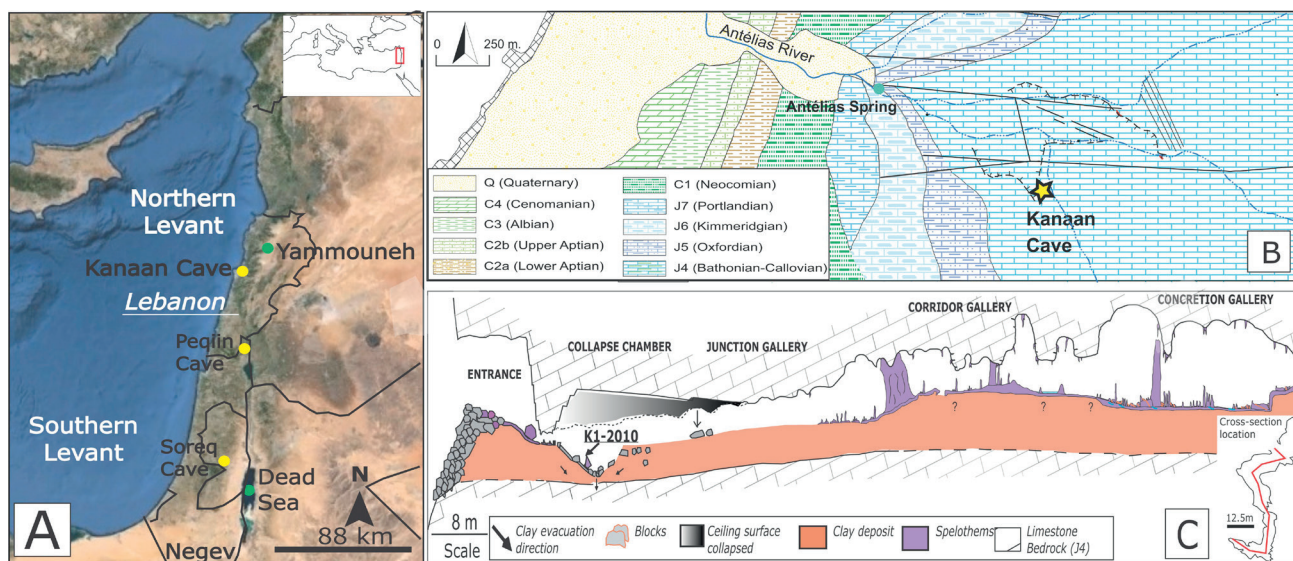 Northern
Levant
Yammouneh
Kanaan Cave
Lebanon
Peqiin
Cave
Southern
Levant
Soreq
Cave
Dead
Sea
N
Negev
88 km
A
0 250 m.
Antélias River
Antélias Spring
Kanaan
Cave
Q (Quaternary)
C4 (Cenomanian)
C3 (Albian)
C2b (Upper Aptian)
C2a (Lower Aptian)
C1 (Neocomian)
J7 (Portlandian)
J6 (Kimmeridgian)
J5 (Oxfordian)
J4 (Bathonian-Callovian)
B
CONCRETION GALLERY
CORRIDOR GALLERY
COLLAPSE CHAMBER
JUNCTION GALLERY
ENTRANCE
K1-2010
? ? ?
Cross-section
location
12.5m
8 m
Scale
Clay evacuation
direction
Blocks
Ceiling surface
collapsed
Clay deposit
Spelothems
Limestone
Bedrock (J4)
C